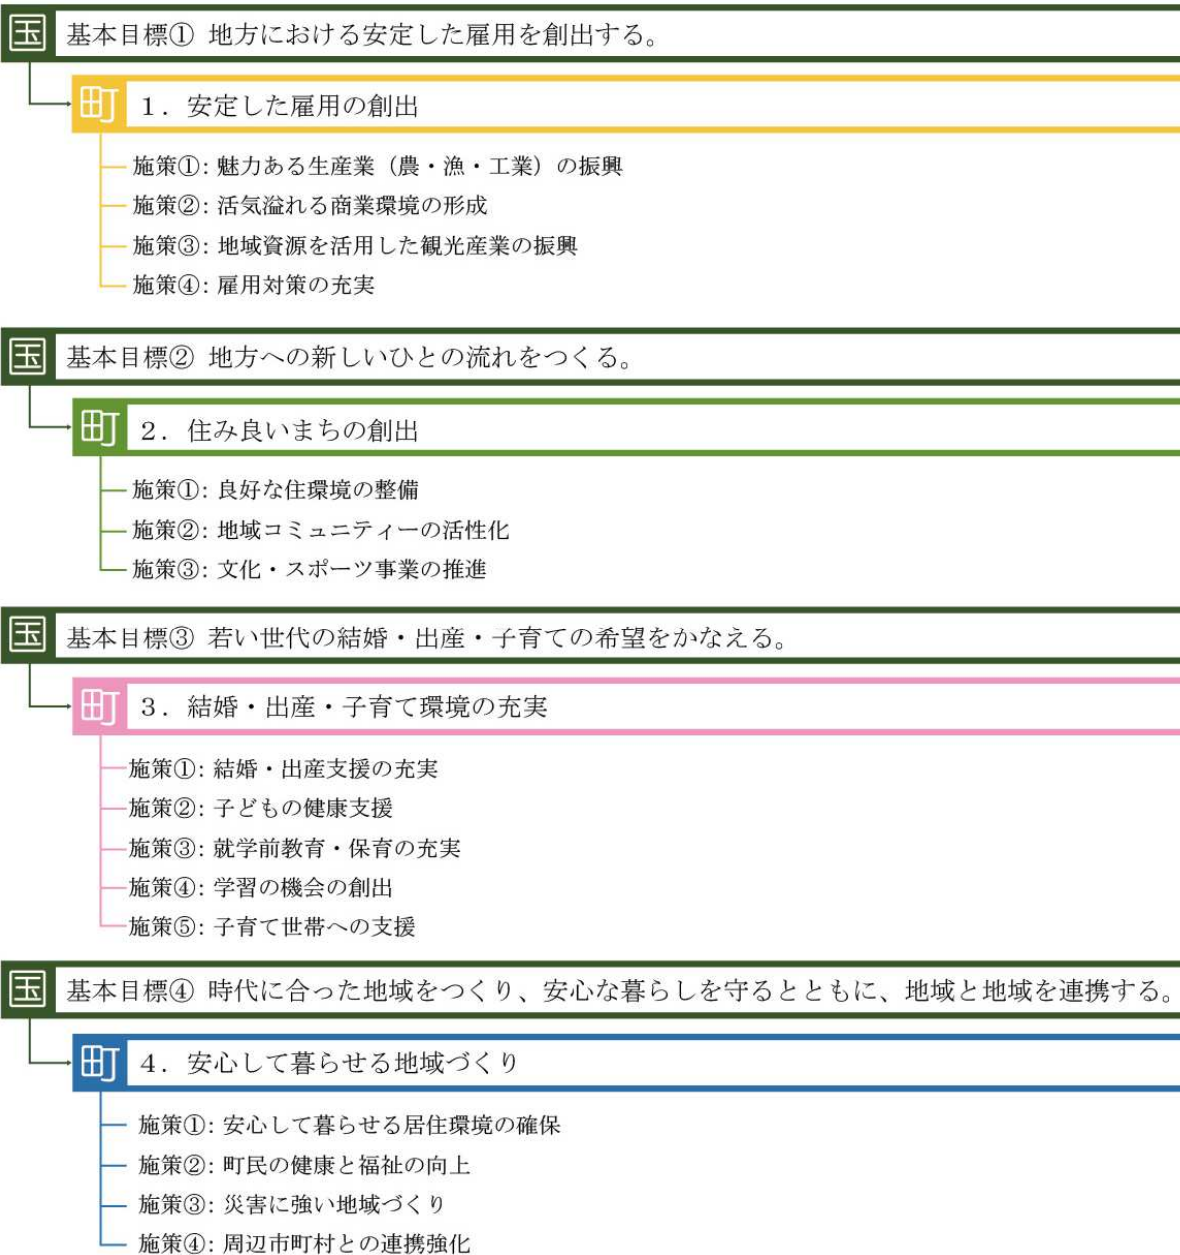 国 基本目標① 地方における安定した雇用を創出する。
町 1. 安定した雇用の創出
施策①: 魅力ある生産業（農・漁・工業）の振興
施策②: 活気溢れる商業環境の形成
施策③: 地域資源を活用した観光産業の振興
施策④: 雇用対策の充実
国 基本目標② 地方への新しいひとの流れをつくる。
町 2. 住み良いまちの創出
施策①: 良好な住環境の整備
施策②: 地域コミュニティーの活性化
施策③: 文化・スポーツ事業の推進
国 基本目標③ 若い世代の結婚・出産・子育ての希望をかなえる。
町 3. 結婚・出産・子育て環境の充実
施策①: 結婚・出産支援の充実
施策②: 子どもの健康支援
施策③: 就学前教育・保育の充実
施策④: 学習の機会の創出
施策⑤: 子育て世帯への支援
国 基本目標④ 時代に合った地域をつくり、安心な暮らしを守るとともに、地域と地域を連携する。
町 4. 安心して暮らせる地域づくり
施策①: 安心して暮らせる居住環境の確保
施策②: 町民の健康と福祉の向上
施策③: 災害に強い地域づくり
施策④: 周辺市町村との連携強化